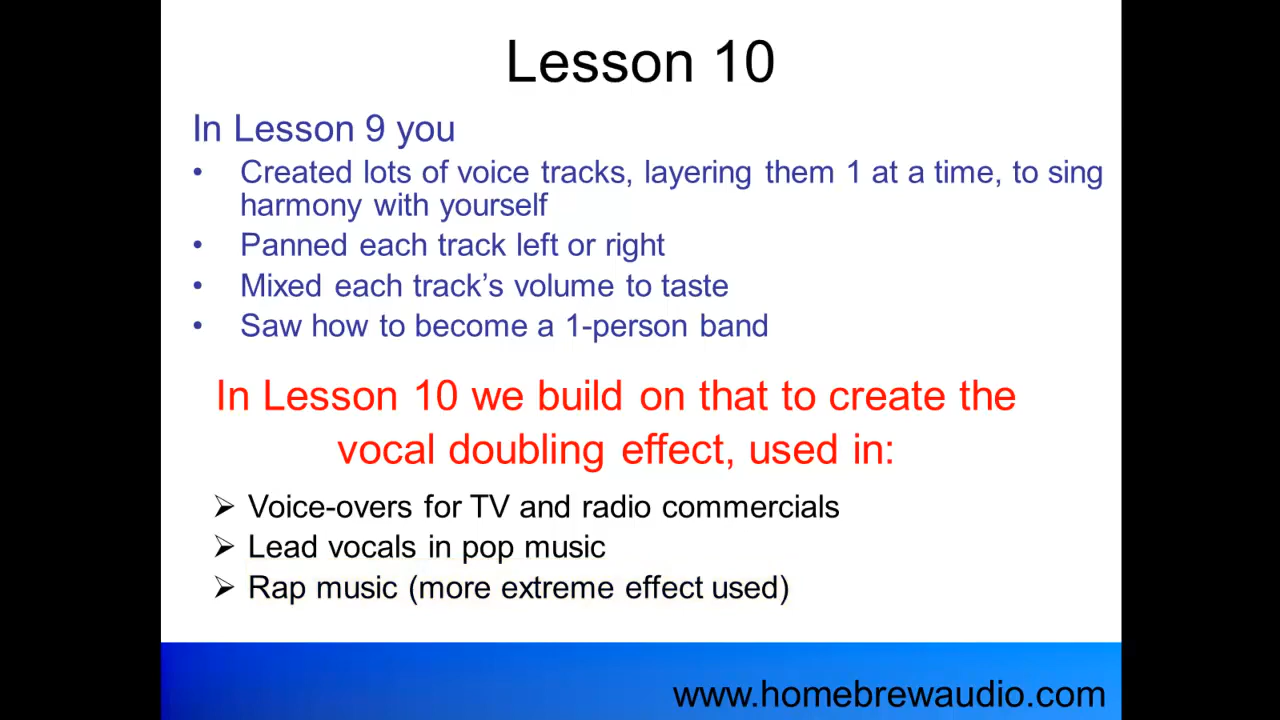 Lesson 10
In Lesson 9 you
• Created lots of voice tracks, layering them 1 at a time, to sing
harmony with yourself
• Panned each track left or right
• Mixed each track’s volume to taste
• Saw how to become a 1-person band
In Lesson 10 we build on that to create the
vocal doubling effect, used in:
➢ Voice-overs for TV and radio commercials
➢ Lead vocals in pop music
➢ Rap music (more extreme effect used)
www.homebrewaudio.com